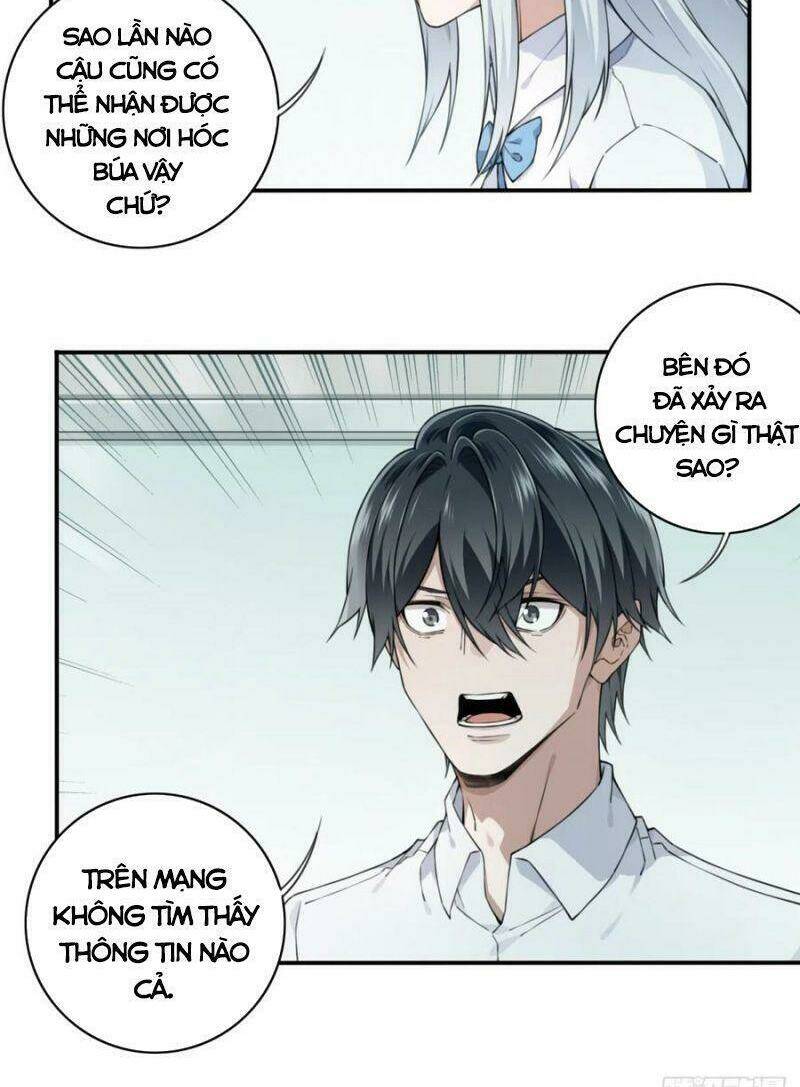 SAO LẦN NÀO
CẬU CŨNG CÓ
THỂ NHẬN ĐƯỢC
NHỮNG NƠI HÓC
BÚA VẬY
CHỨ?
BÊN ĐÓ
ĐÃ XẢY RA
CHUYỆN GÌ THẬT
SAO?
TRÊN MẠNG
KHÔNG TÌM THẤY
THÔNG TIN NÀO
CẢ.